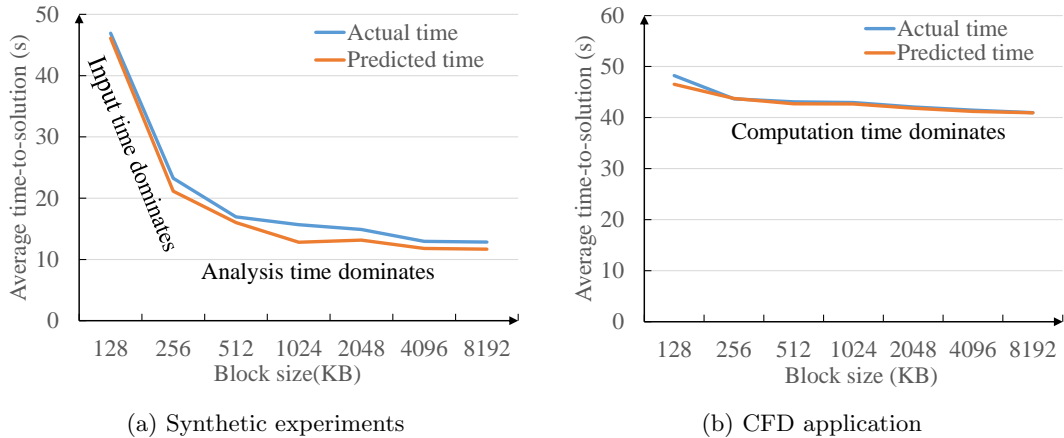 50
40
30
20
10
0
Average time-to-solution (s)
Actual time
Predicted time
Input time dominates
Analysis time dominates
128 256 512 1024 2048 4096 8192
Block size(KB)
(a) Synthetic experiments
60
50
40
30
20
10
0
Average time-to-solution (s)
Actual time
Predicted time
Computation time dominates
128 256 512 1024 2048 4096 8192
Block size (KB)
(b) CFD application